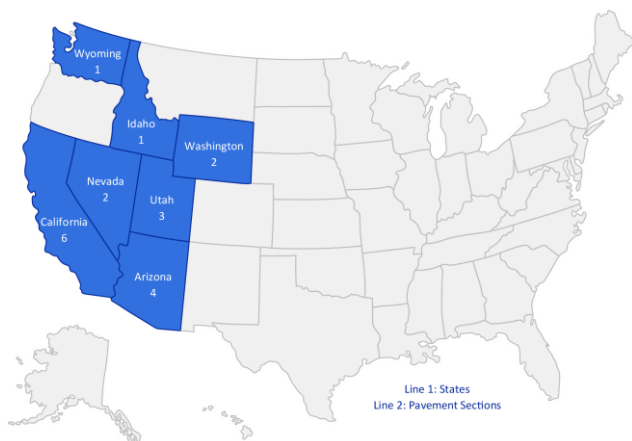 Wyoming
1
Idaho
1
Washington
2
Nevada
2
Utah
3
California
6
Arizona
4
Line 1: States
Line 2: Pavement Sections